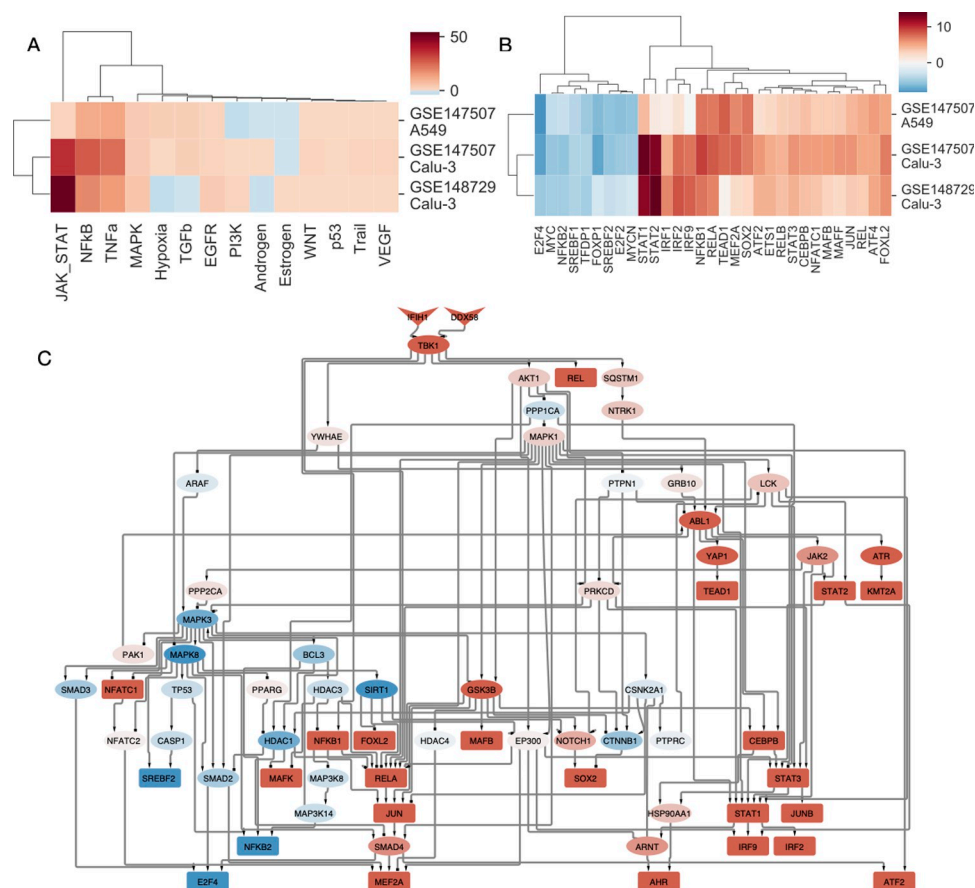 A
50
0
GSE147507
A549
GSE147507
Calu-3
GSE148729
Calu-3
JAK_STAT
NFKB
TNFa
MAPK
Hypoxia
TGFb
EGFR
PI3K
Androgen
Estrogen
WNT
p53
Trail
VEGF
B
10
0
GSE147507
A549
GSE147507
Calu-3
GSE148729
Calu-3
E2F4
MYC
NFKB2
SREBF1
TFDP1
FOXP1
SREBF2
E2F2
MYCN
STAT1
STAT2
IRF1
IRF2
IRF9
NFKB1
RELA
TEAD1
MEF2A
SOX2
ATF2
ETS1
RELB
STAT3
CEBPB
NFATC1
MAFB
MAFF
JUN
REL
ATF4
FOXL2
C
IFIH1 DDX58
TBK1
AKT1 REL SQSTM1
PPP1CA NTRK1
YWHAE MAPK1
ARAF PTPN1 GRB10 LCK
ABL1
YAP1 JAK2 ATR
PPP2CA PRKCD TEAD1 STAT2 KMT2A
MAPK3
PAK1 MAPK8 BCL3
SMAD3 NFATC1 TP53 PPARG HDAC3 SIRT1 GSK3B CSNK2A1
NFATC2 CASP1 HDAC1 NFKB1 FOXL2 HDAC4 MAFB EP300 NOTCH1 CTNNB1 PTPRC CEBPB
SREBF2 SMAD2 MAFK MAP3K8 RELA SOX2 STAT3
MAP3K14 JUN HSP90AA1 STAT1 JUNB
NFKB2 SMAD4 ARNT IRF9 IRF2
E2F4 MEF2A AHR ATF2